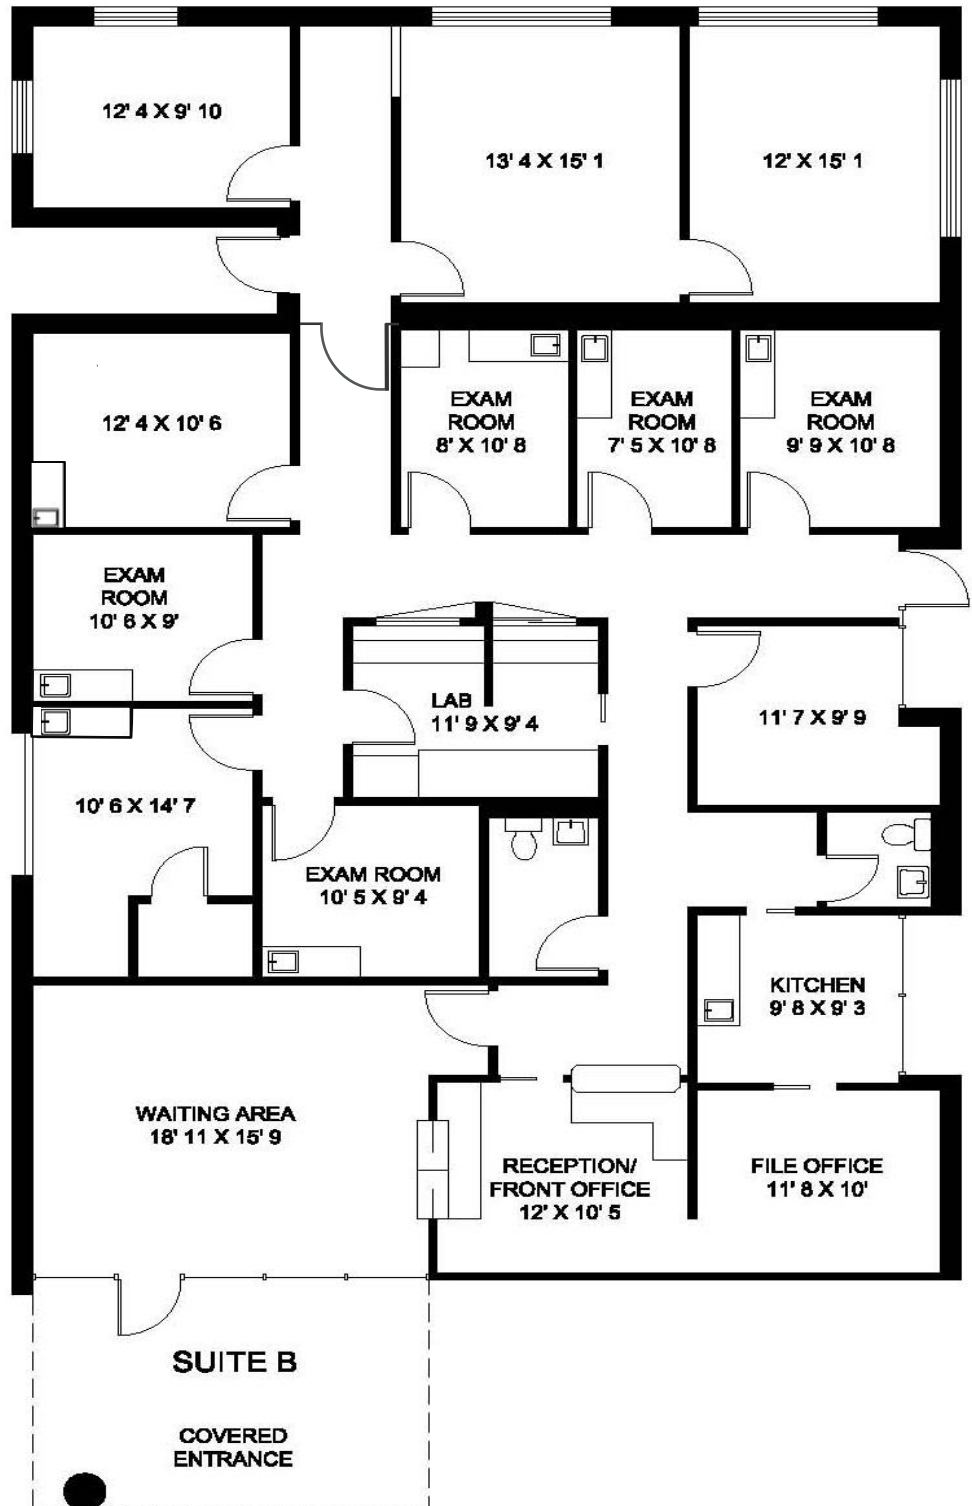 12' 4 X 9' 10
13' 4 X 15' 1
12' X 15' 1
12' 4 X 10' 6
EXAM
ROOM
8' X 10' 8
EXAM
ROOM
7' 5 X 10' 8
EXAM
ROOM
9' 9 X 10' 8
EXAM
ROOM
10' 6 X 9'
LAB
11' 9 X 9' 4
11' 7 X 9' 9
10' 6 X 14' 7
EXAM ROOM
10' 5 X 9' 4
KITCHEN
9' 8 X 9' 3
WAITING AREA
18' 11 X 15' 9
RECEPTION/
FRONT OFFICE
12' X 10' 5
FILE OFFICE
11' 8 X 10'
SUITE B
COVERED
ENTRANCE